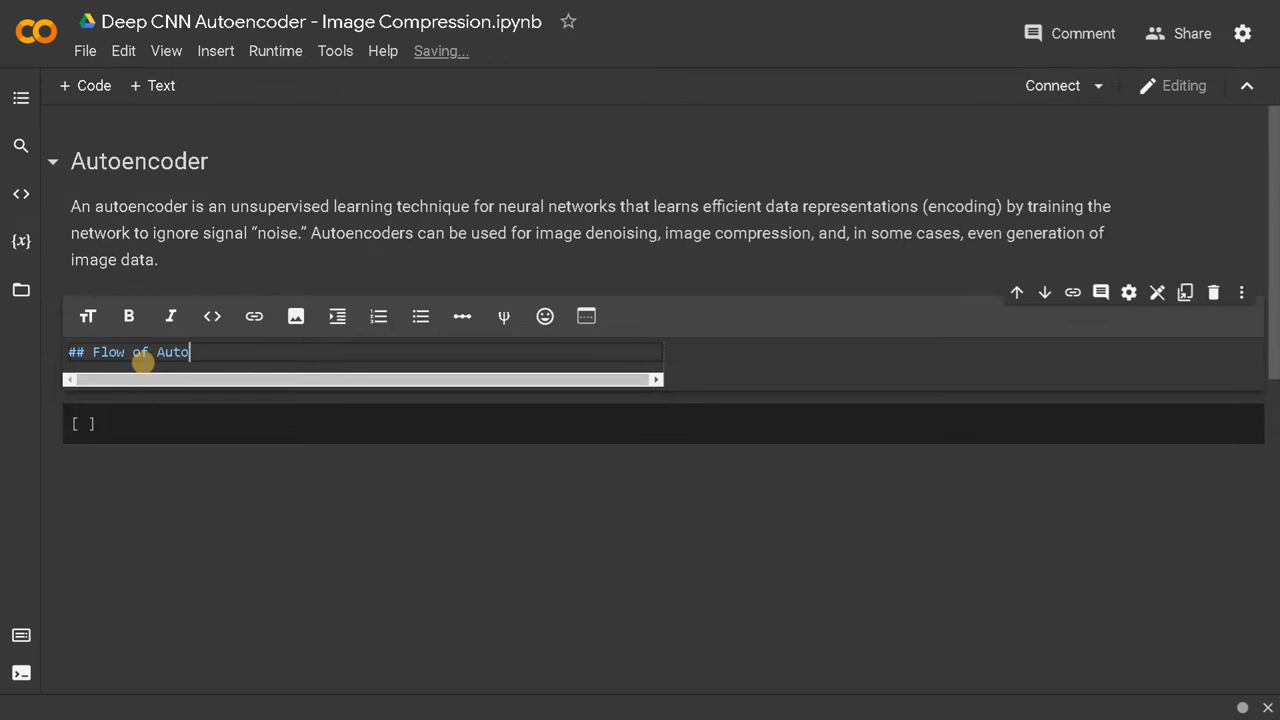 Deep CNN Autoencoder - Image Compression.ipynb
Comment Share
File Edit View Insert Runtime Tools Help Saving...
+ Code + Text Connect Editing
Autoencoder
An autoencoder is an unsupervised learning technique for neural networks that learns efficient data representations (encoding) by training the
network to ignore signal “noise.” Autoencoders can be used for image denoising, image compression, and, in some cases, even generation of
image data.
## Flow of Auto
[ ]